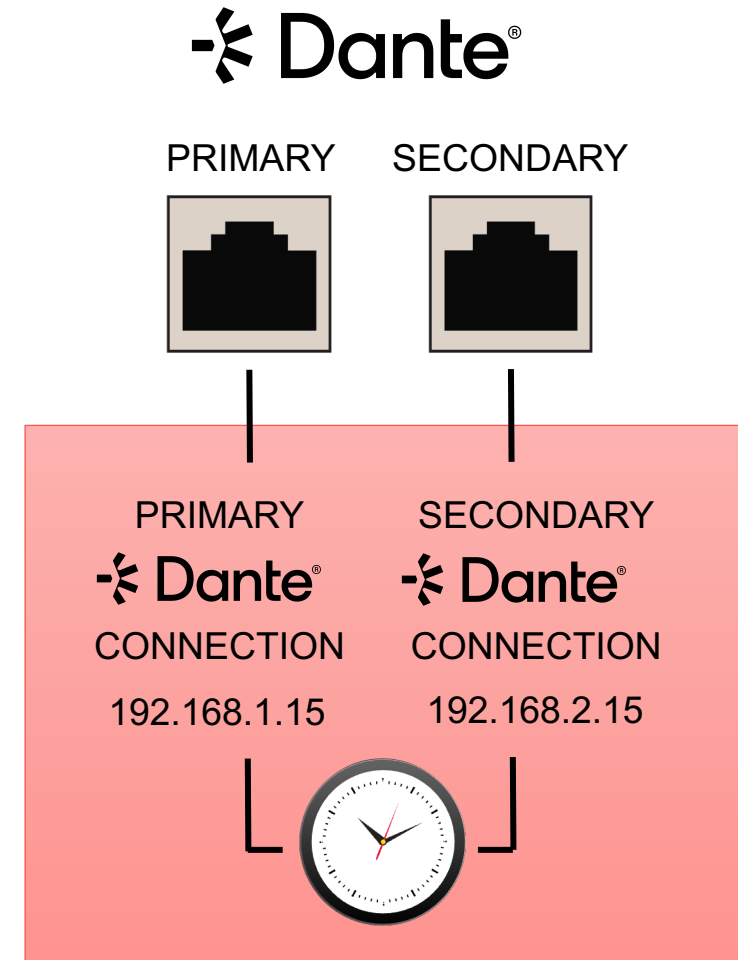 Dante®
PRIMARY SECONDARY
PRIMARY
Dante®
CONNECTION
192.168.1.15
SECONDARY
Dante®
CONNECTION
192.168.2.15